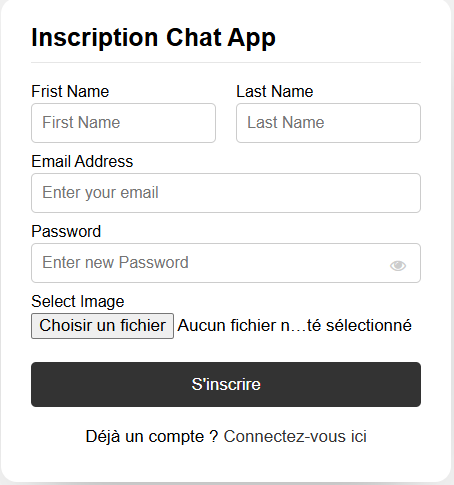 Inscription Chat App
Frist Name Last Name
First Name Last Name
Email Address
Enter your email
Password
Enter new Password
Select Image
Choisir un fichier Aucun fichier n…té sélectionné
S'inscrire
Déjà un compte ? Connectez-vous ici